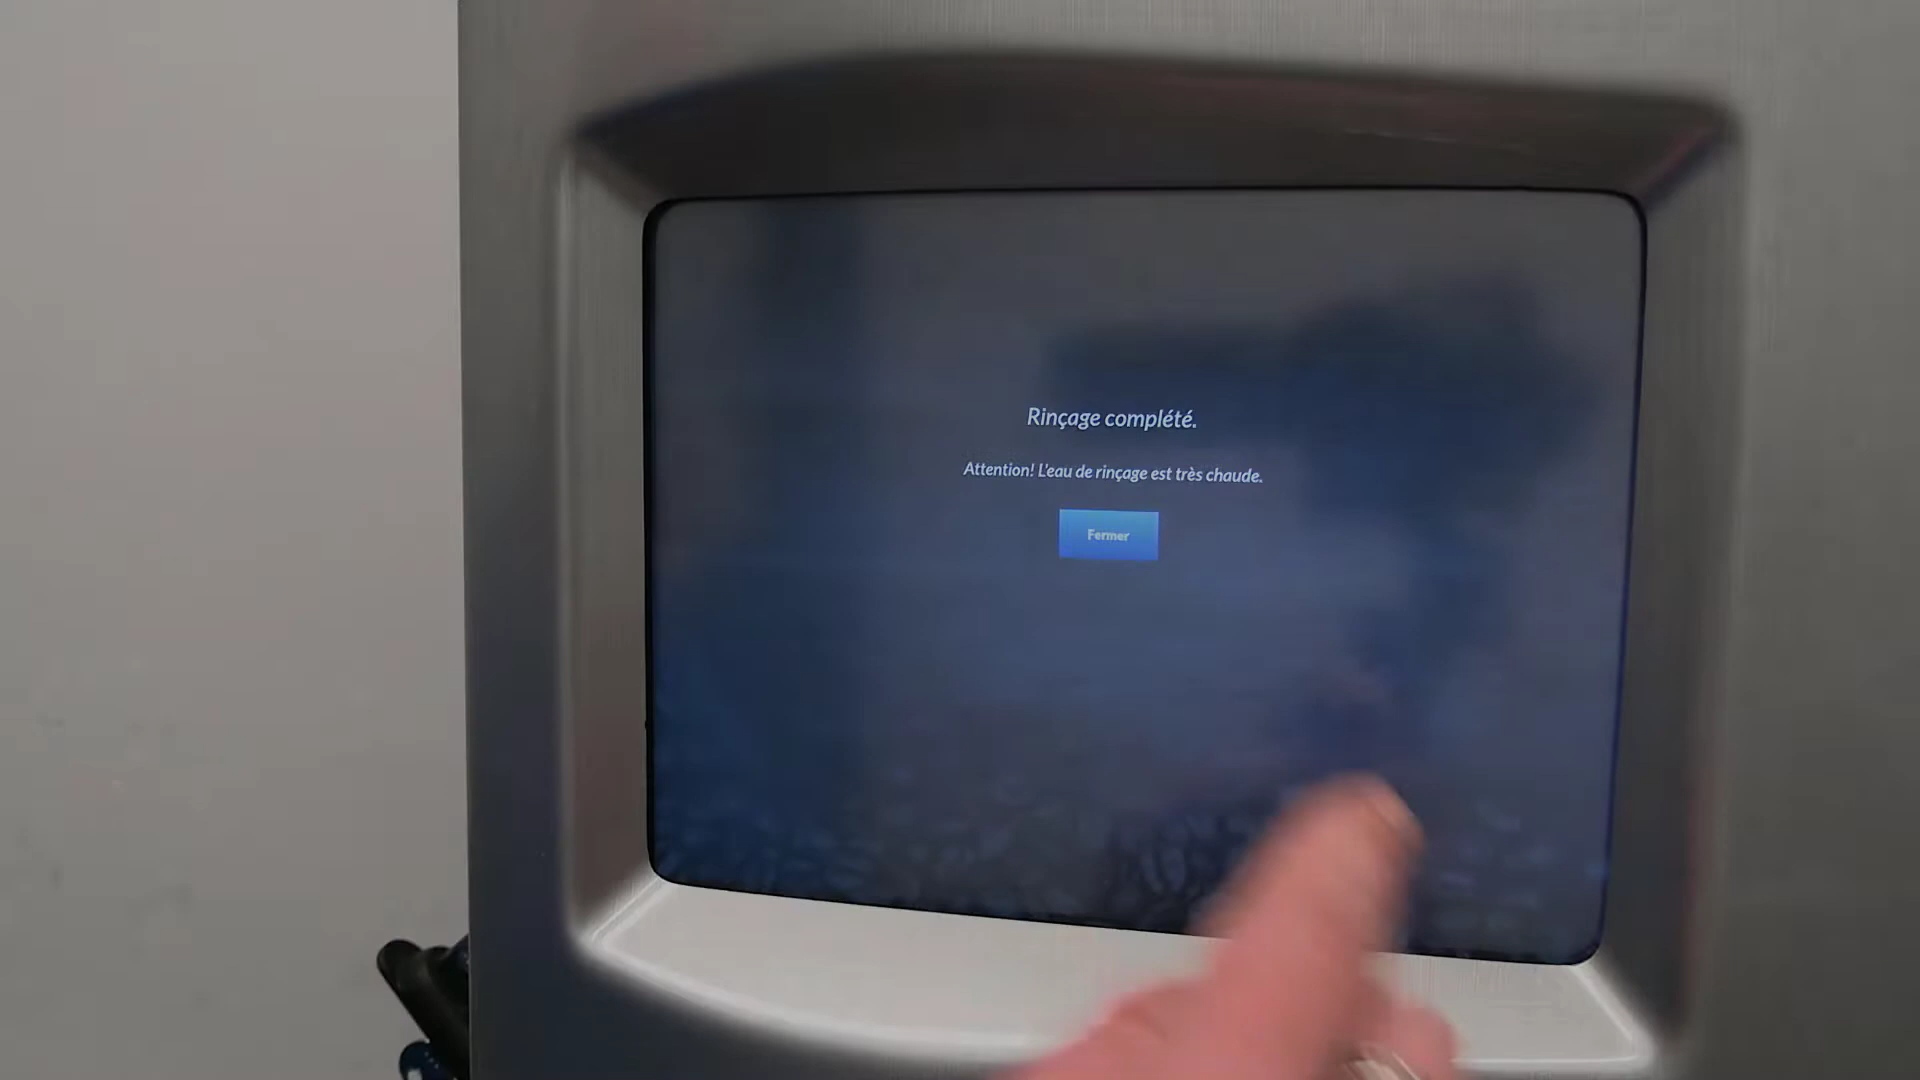 Rinçage complété.
Attention! L'eau de rinçage est très chaude.
Fermer